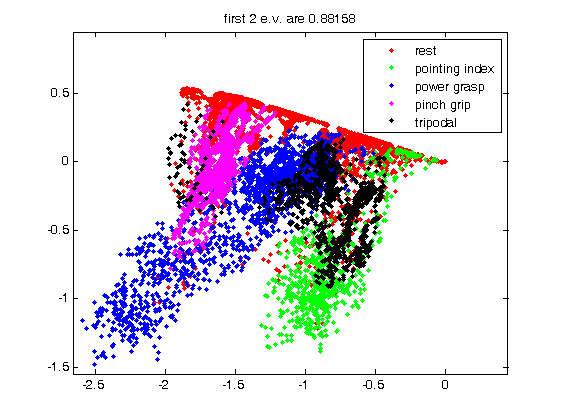 first 2 e.v. are 0.88158
rest
pointing index
power grasp
pinch grip
tripodal
0.5
0
-0.5
-1
-1.5
-2.5
-2
-1.5
-1
-0.5
0